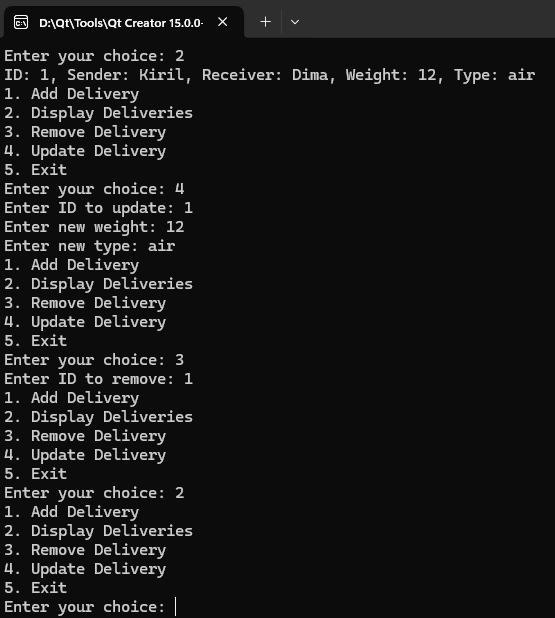 D:\Qt\Tools\Qt Creator 15.0.0-
Enter your choice: 2
ID: 1, Sender: Kiril, Receiver: Dima, Weight: 12, Type: air
1. Add Delivery
2. Display Deliveries
3. Remove Delivery
4. Update Delivery
5. Exit
Enter your choice: 4
Enter ID to update: 1
Enter new weight: 12
Enter new type: air
1. Add Delivery
2. Display Deliveries
3. Remove Delivery
4. Update Delivery
5. Exit
Enter your choice: 3
Enter ID to remove: 1
1. Add Delivery
2. Display Deliveries
3. Remove Delivery
4. Update Delivery
5. Exit
Enter your choice: 2
1. Add Delivery
2. Display Deliveries
3. Remove Delivery
4. Update Delivery
5. Exit
Enter your choice: